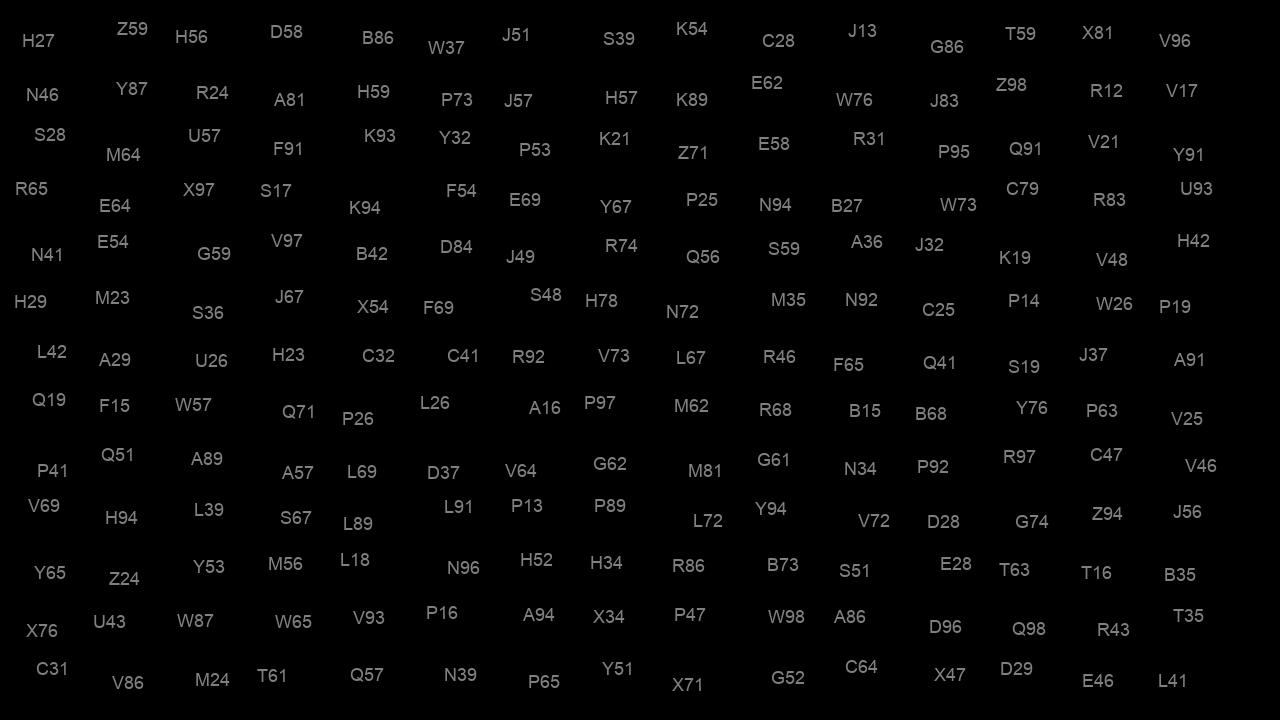 H27 Z59 H56 D58 B86 W37 J51 S39 K54 C28 J13 G86 T59 X81 V96
N46 Y87 R24 A81 H59 P73 J57 H57 K89 E62 W76 J83 Z98 R12 V17
S28 M64 U57 F91 K93 Y32 P53 K21 Z71 E58 R31 P95 Q91 V21 Y91
R65 E64 X97 S17 K94 F54 E69 Y67 P25 N94 B27 W73 C79 R83 U93
N41 E54 G59 V97 B42 D84 J49 R74 Q56 S59 A36 J32 K19 V48 H42
H29 M23 S36 J67 X54 F69 S48 H78 N72 M35 N92 C25 P14 W26 P19
L42 A29 U26 H23 C32 C41 R92 V73 L67 R46 F65 Q41 S19 J37 A91
Q19 F15 W57 Q71 P26 L26 A16 P97 M62 R68 B15 B68 Y76 P63 V25
P41 Q51 A89 A57 L69 D37 V64 G62 M81 G61 N34 P92 R97 C47 V46
V69 H94 L39 S67 L89 L91 P13 P89 L72 Y94 V72 D28 G74 Z94 J56
Y65 Z24 Y53 M56 L18 N96 H52 H34 R86 B73 S51 E28 T63 T16 B35
X76 U43 W87 W65 V93 P16 A94 X34 P47 W98 A86 D96 Q98 R43 T35
C31 V86 M24 T61 Q57 N39 P65 Y51 X71 G52 C64 X47 D29 E46 L41